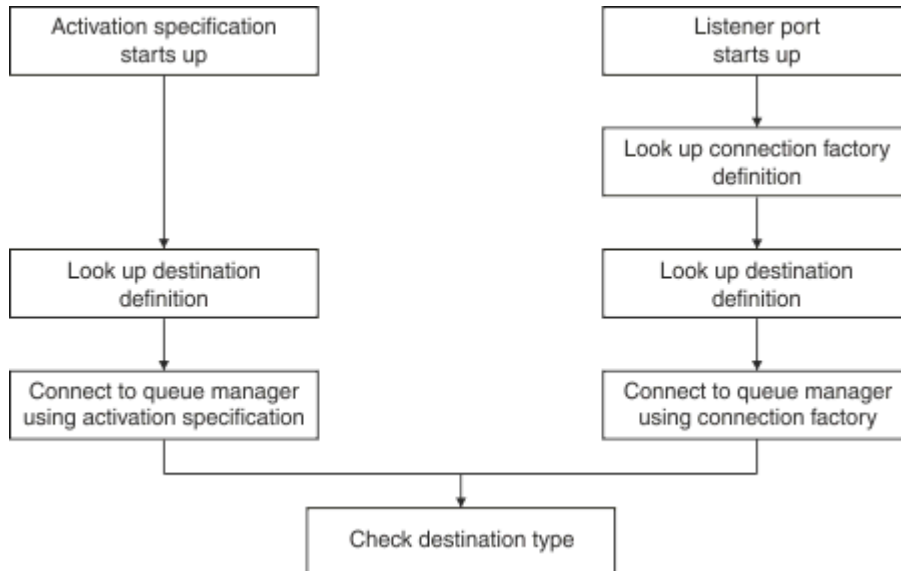 Activation specification
starts up
Listener port
starts up
Look up connection factory
definition
Look up destination
definition
Look up destination
definition
Connect to queue manager
using activation specification
Connect to queue manager
using connection factory
Check destination type